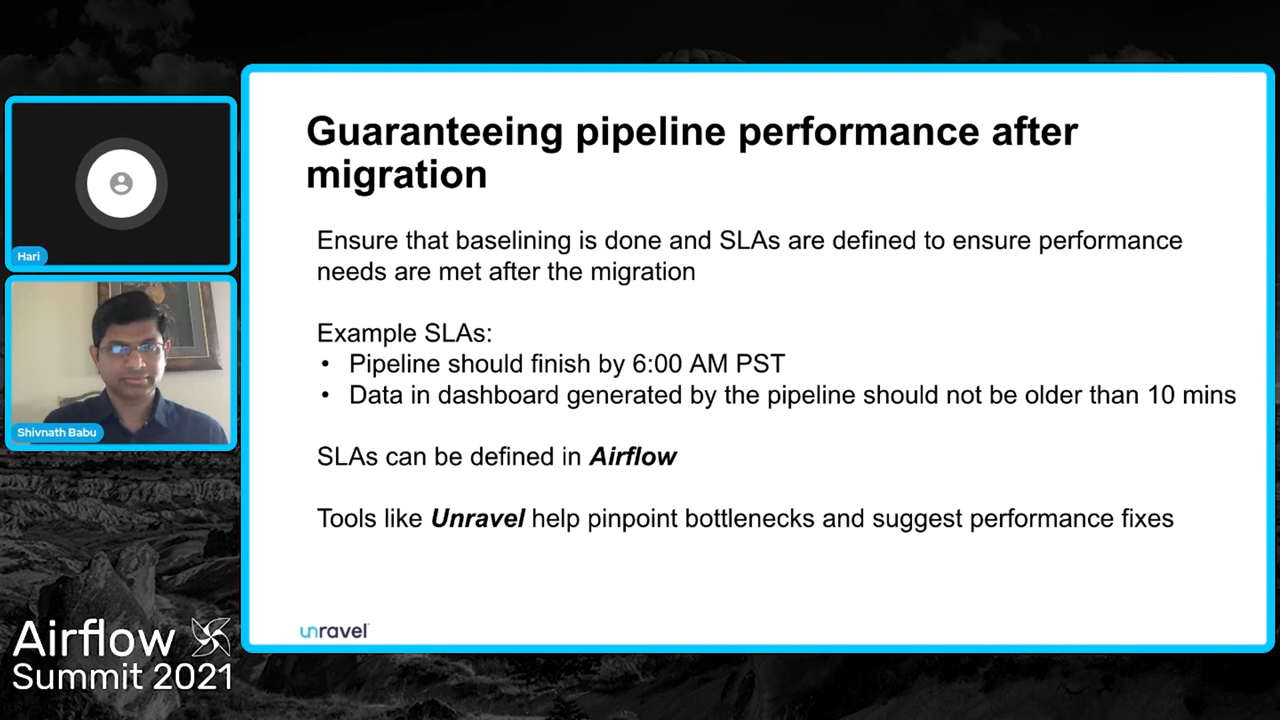 Guaranteeing pipeline performance after
migration
Ensure that baselining is done and SLAs are defined to ensure performance
needs are met after the migration
Example SLAs:
• Pipeline should finish by 6:00 AM PST
• Data in dashboard generated by the pipeline should not be older than 10 mins
SLAs can be defined in Airflow
Tools like Unravel help pinpoint bottlenecks and suggest performance fixes
unravel
Hari
Shivnath Babu
Airflow
Summit 2021